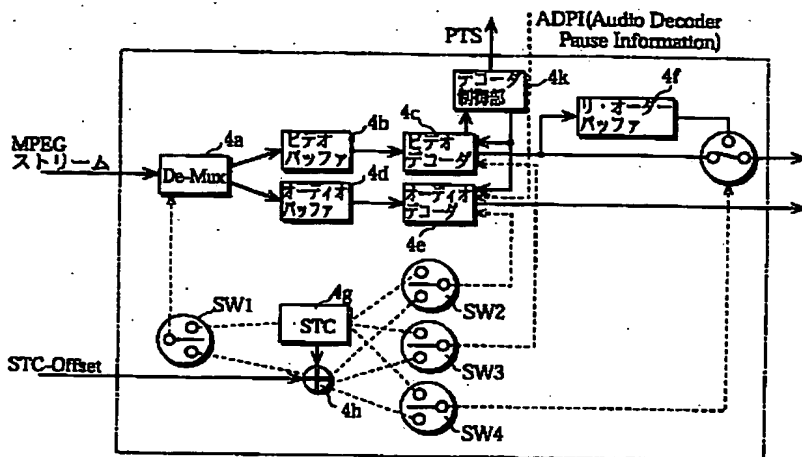 ADPI(Audio Decoder
Pause Information)
PTS
デコーダ
制御部
4k
4f
リ・オーダー
バッファ
4a
4b
4c
MPEG
ストリーム
De-Mux
ビデオ
バッファ
ビデオ
デコーダ
4d
オーディオ
バッファ
オーディオ
デコーダ
4e
SW1
4g
STC
SW2
STC-Offset
SW3
4h
SW4